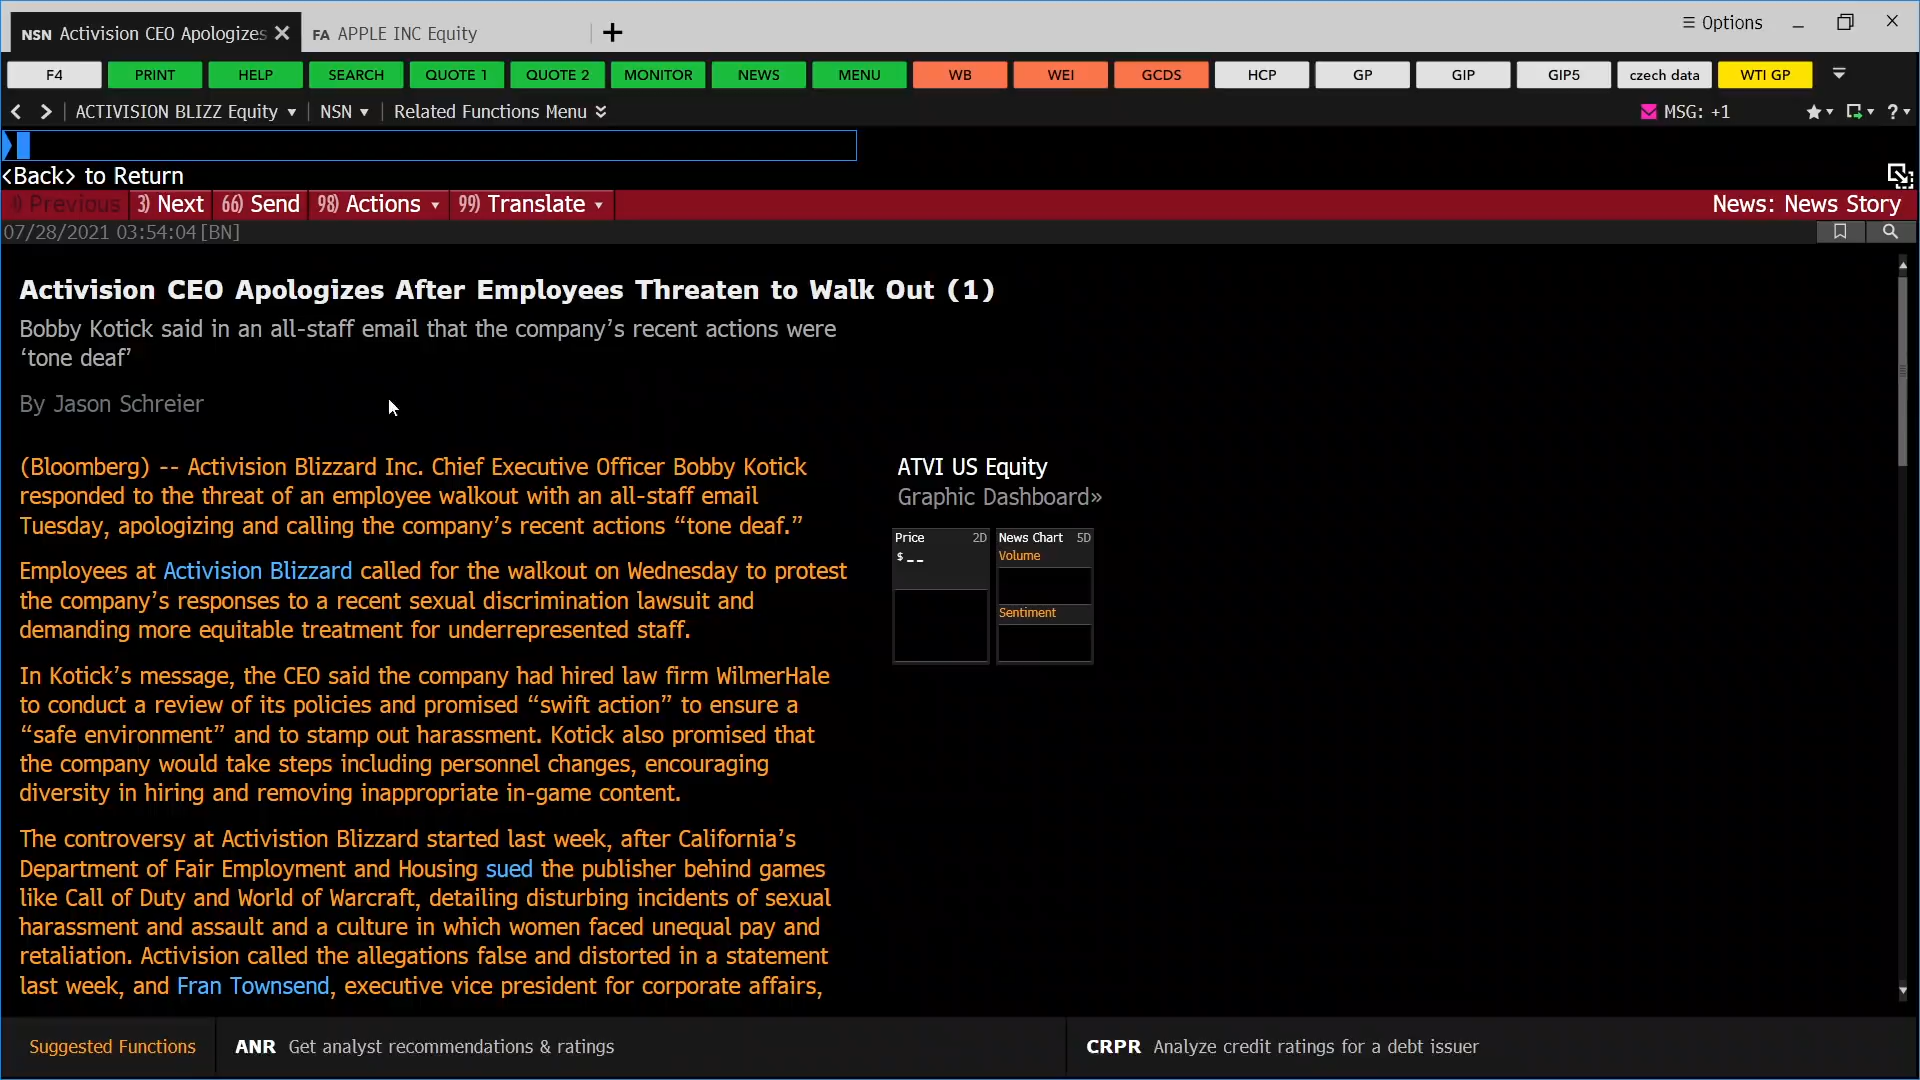 NSN Activision CEO Apologizes
FA APPLE INC Equity
Options
F4 PRINT HELP SEARCH QUOTE 1 QUOTE 2 MONITOR NEWS MENU WB WEI GCDS HCP GP GIP GIP5 czech data WTI GP
ACTIVISION BLIZZ Equity NSN Related Functions Menu MSG: +1
<Back> to Return
Previous 3) Next 66) Send 98) Actions 99) Translate News: News Story
07/28/2021 03:54:04 [BN]
Activision CEO Apologizes After Employees Threaten to Walk Out (1)
Bobby Kotick said in an all-staff email that the company’s recent actions were
‘tone deaf’
By Jason Schreier
(Bloomberg) -- Activision Blizzard Inc. Chief Executive Officer Bobby Kotick
responded to the threat of an employee walkout with an all-staff email
Tuesday, apologizing and calling the company’s recent actions “tone deaf.”
Employees at Activision Blizzard called for the walkout on Wednesday to protest
the company’s responses to a recent sexual discrimination lawsuit and
demanding more equitable treatment for underrepresented staff.
In Kotick’s message, the CEO said the company had hired law firm WilmerHale
to conduct a review of its policies and promised “swift action” to ensure a
“safe environment” and to stamp out harassment. Kotick also promised that
the company would take steps including personnel changes, encouraging
diversity in hiring and removing inappropriate in-game content.
The controversy at Activistion Blizzard started last week, after California’s
Department of Fair Employment and Housing sued the publisher behind games
like Call of Duty and World of Warcraft, detailing disturbing incidents of sexual
harassment and assault and a culture in which women faced unequal pay and
retaliation. Activision called the allegations false and distorted in a statement
last week, and Fran Townsend, executive vice president for corporate affairs,
ATVI US Equity
Graphic Dashboard»
Price 2D
$--
News Chart 5D
Volume
Sentiment
Suggested Functions ANR Get analyst recommendations & ratings CRPR Analyze credit ratings for a debt issuer